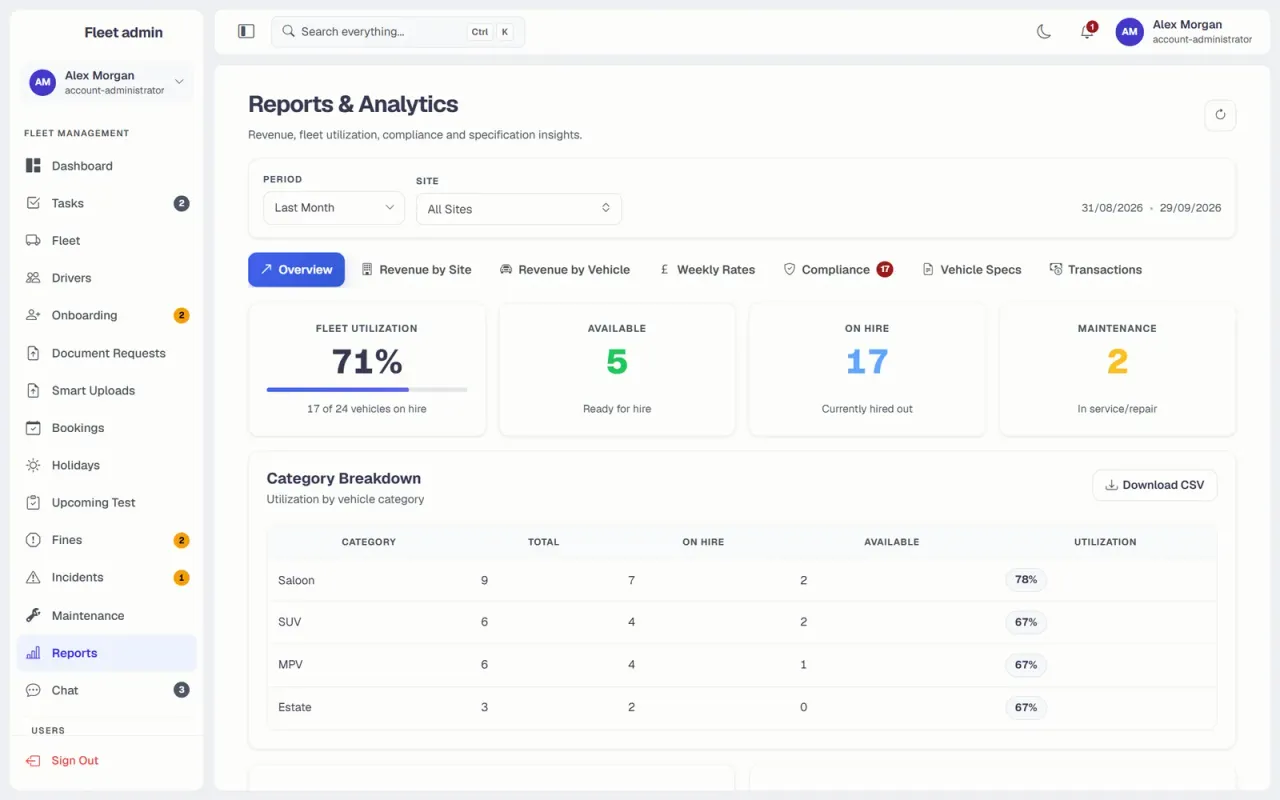 Fleet admin
AM
Alex Morgan
account-administrator
FLEET MANAGEMENT
Dashboard
Tasks 2
Fleet
Drivers
Onboarding 2
Document Requests
Smart Uploads
Bookings
Holidays
Upcoming Test
Fines 2
Incidents 1
Maintenance
Reports
Chat 3
USERS
Sign Out
Search everything... Ctrl K
1
AM
Alex Morgan
account-administrator
Reports & Analytics
Revenue, fleet utilization, compliance and specification insights.
PERIOD
Last Month
SITE
All Sites
31/08/2026 • 29/09/2026
Overview Revenue by Site Revenue by Vehicle £ Weekly Rates Compliance 17 Vehicle Specs Transactions
FLEET UTILIZATION
71%
17 of 24 vehicles on hire
AVAILABLE
5
Ready for hire
ON HIRE
17
Currently hired out
MAINTENANCE
2
In service/repair
Category Breakdown
Utilization by vehicle category
Download CSV
CATEGORY TOTAL ON HIRE AVAILABLE UTILIZATION
Saloon 9 7 2 78%
SUV 6 4 2 67%
MPV 6 4 1 67%
Estate 3 2 0 67%